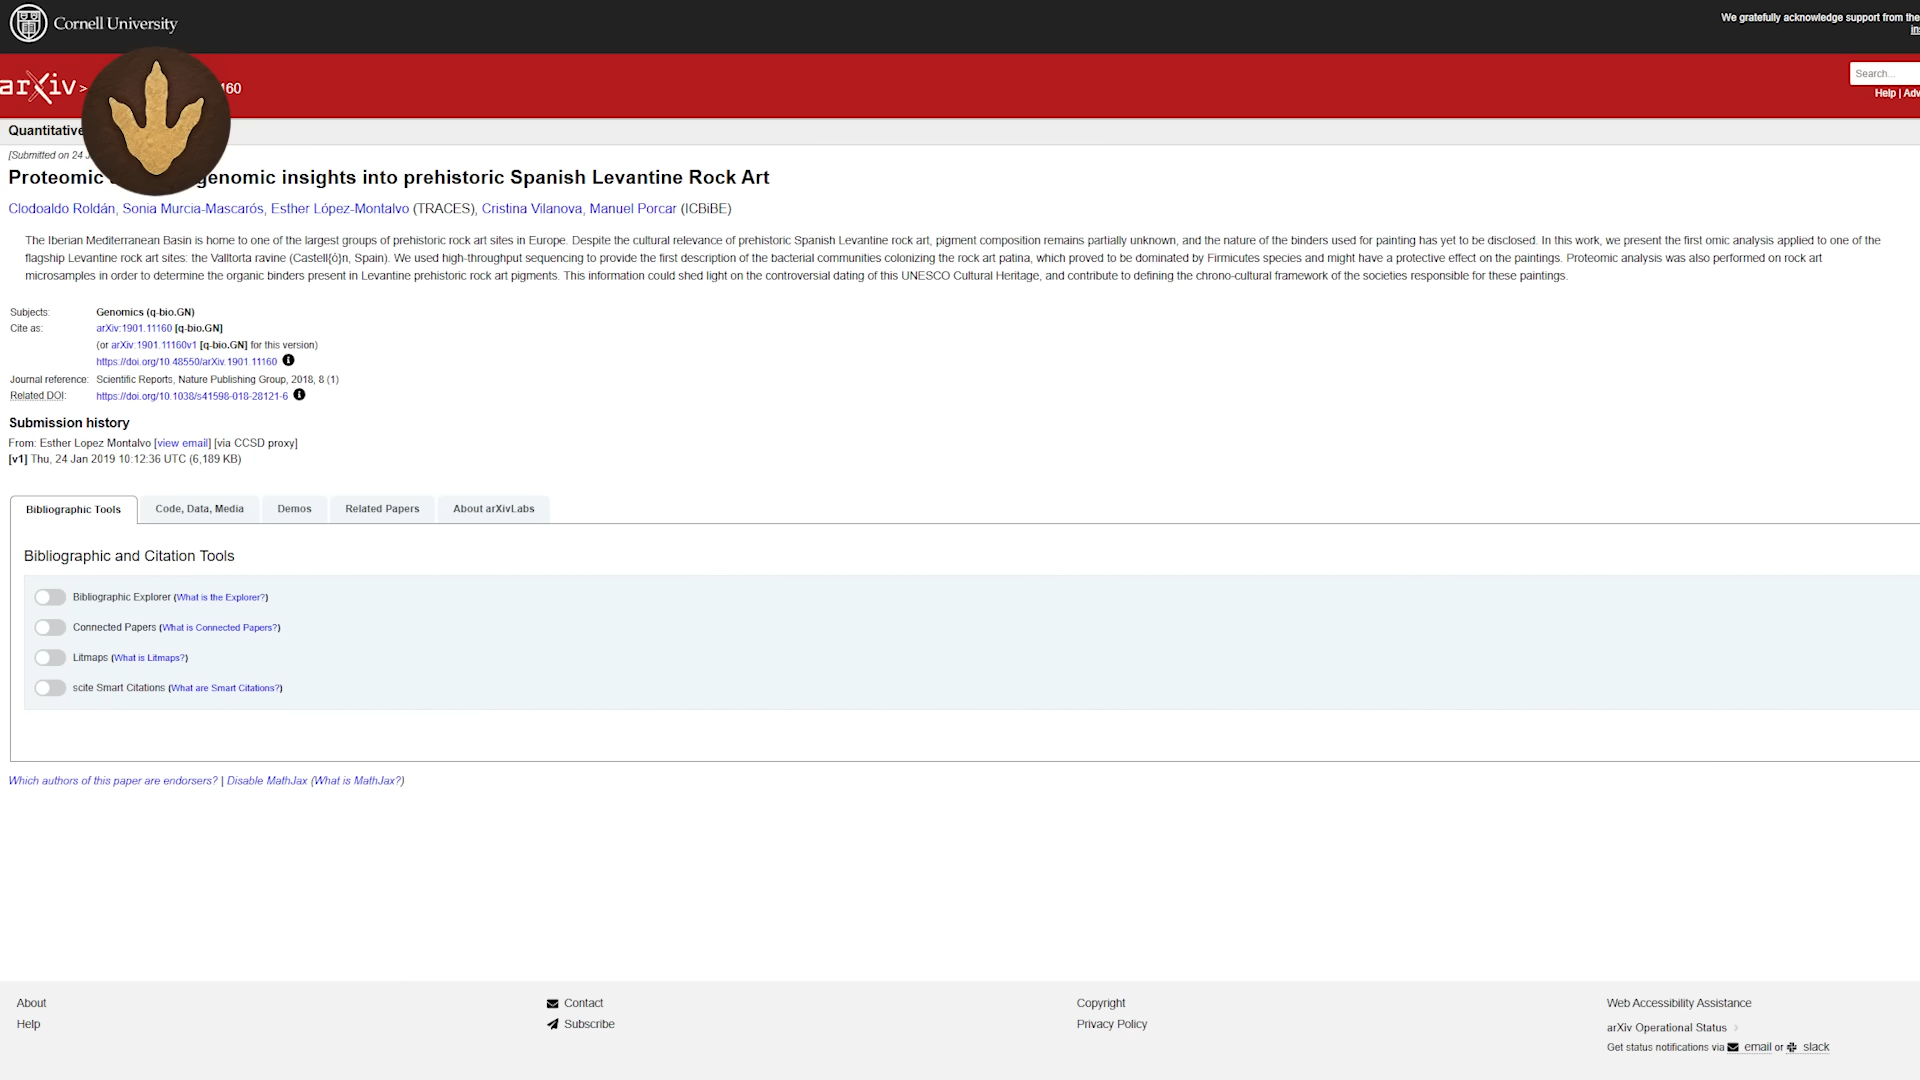 Cornell University
We gratefully acknowledge support from the
arXiv >
160
Search...
Help | Adv
Quantitative
[Submitted on 24 J
Proteomic genomic insights into prehistoric Spanish Levantine Rock Art
Clodoaldo Roldán, Sonia Murcia-Mascarós, Esther López-Montalvo (TRACES), Cristina Vilanova, Manuel Porcar (ICBiBE)
The Iberian Mediterranean Basin is home to one of the largest groups of prehistoric rock art sites in Europe. Despite the cultural relevance of prehistoric Spanish Levantine rock art, pigment composition remains partially unknown, and the nature of the binders used for painting has yet to be disclosed. In this work, we present the first omic analysis applied to one of the
flagship Levantine rock art sites: the Valltorta ravine (Castell{ó}n, Spain). We used high-throughput sequencing to provide the first description of the bacterial communities colonizing the rock art patina, which proved to be dominated by Firmicutes species and might have a protective effect on the paintings. Proteomic analysis was also performed on rock art
microsamples in order to determine the organic binders present in Levantine prehistoric rock art pigments. This information could shed light on the controversial dating of this UNESCO Cultural Heritage, and contribute to defining the chrono-cultural framework of the societies responsible for these paintings.
Subjects: Genomics (q-bio.GN)
Cite as: arXiv:1901.11160 [q-bio.GN]
(or arXiv:1901.11160v1 [q-bio.GN] for this version)
https://doi.org/10.48550/arXiv.1901.11160
Journal reference: Scientific Reports, Nature Publishing Group, 2018, 8 (1)
Related DOI: https://doi.org/10.1038/s41598-018-28121-6
Submission history
From: Esther Lopez Montalvo [view email] [via CCSD proxy]
[v1] Thu, 24 Jan 2019 10:12:36 UTC (6,189 KB)
Bibliographic Tools
Code, Data, Media
Demos
Related Papers
About arXivLabs
Bibliographic and Citation Tools
Bibliographic Explorer (What is the Explorer?)
Connected Papers (What is Connected Papers?)
Litmaps (What is Litmaps?)
scite Smart Citations (What are Smart Citations?)
Which authors of this paper are endorsers? | Disable MathJax (What is MathJax?)
About
Help
Contact
Subscribe
Copyright
Privacy Policy
Web Accessibility Assistance
arXiv Operational Status
Get status notifications via email or slack